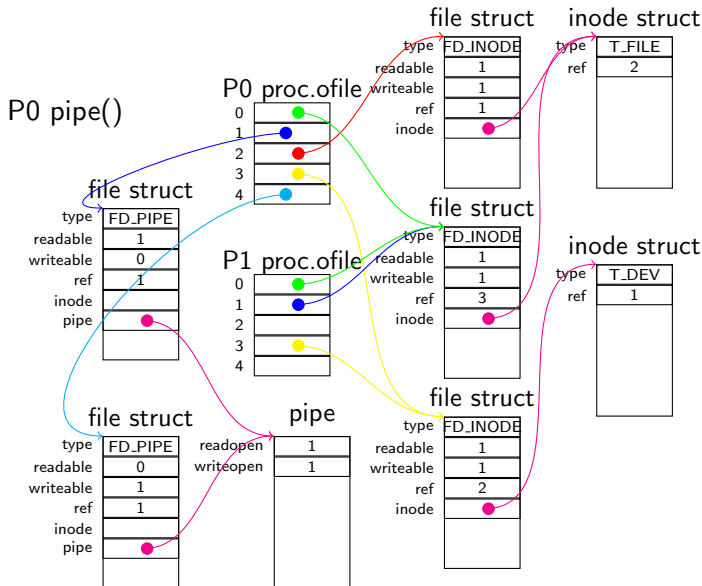 P0 pipe()
P0 proc.ofile
0
1
2
3
4
P1 proc.ofile
0
1
2
3
4
file struct
type FD_PIPE
readable 1
writeable 0
ref 1
inode
pipe
file struct
type FD_PIPE
readable 0
writeable 1
ref 1
inode
pipe
pipe
readopen 1
writeopen 1
file struct
type FD_INODE
readable 1
writeable 1
ref 1
inode
file struct
type FD_INODE
readable 1
writeable 1
ref 3
inode
file struct
type FD_INODE
readable 1
writeable 1
ref 2
inode
inode struct
type T_FILE
ref 2
inode struct
type T_DEV
ref 1